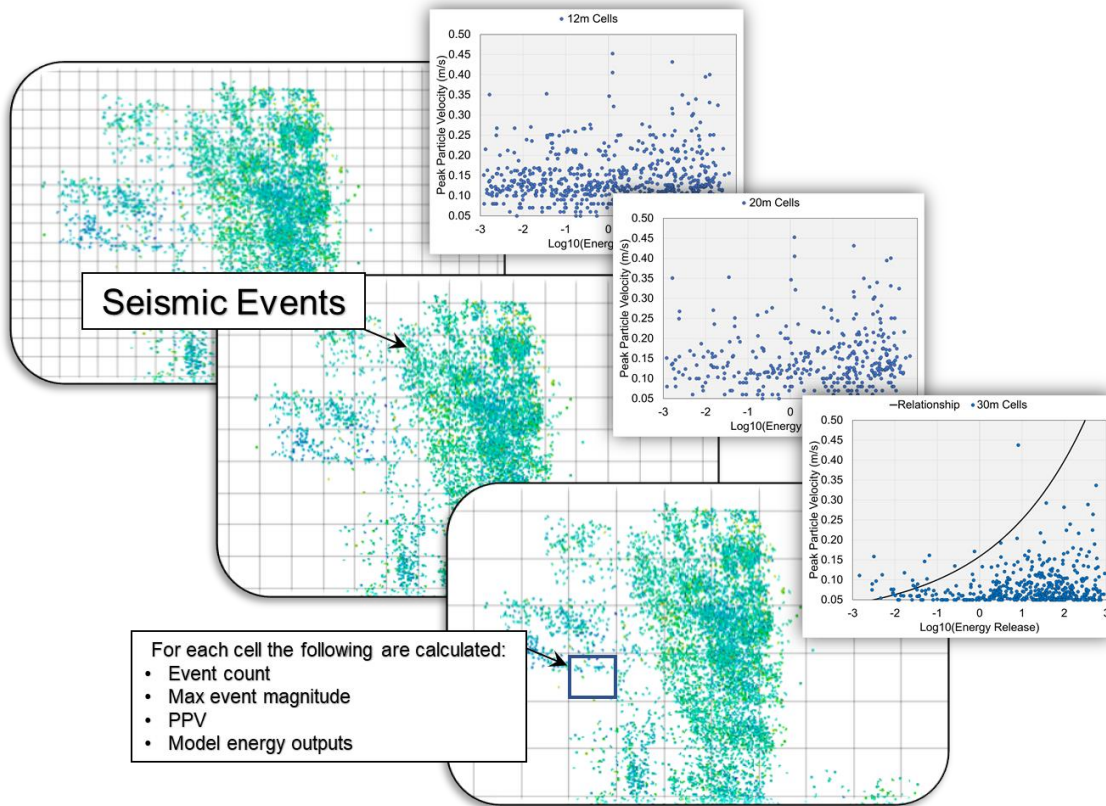 12m Cells
0.50
0.45
0.40
0.35
0.30
0.25
0.20
0.15
0.10
0.05
Peak Particle Velocity (m/s)
-3 -2 -1 0
Log10(Energy
20m Cells
0.50
0.45
0.40
0.35
0.30
0.25
0.20
0.15
0.10
0.05
Peak Particle Velocity (m/s)
-3 -2 -1 0
Log10(Energy
Seismic Events
Relationship 30m Cells
0.50
0.45
0.40
0.35
0.30
0.25
0.20
0.15
0.10
0.05
Peak Particle Velocity (m/s)
-3 -2 -1 0 1 2 3
Log10(Energy Release)
For each cell the following are calculated:
• Event count
• Max event magnitude
• PPV
• Model energy outputs